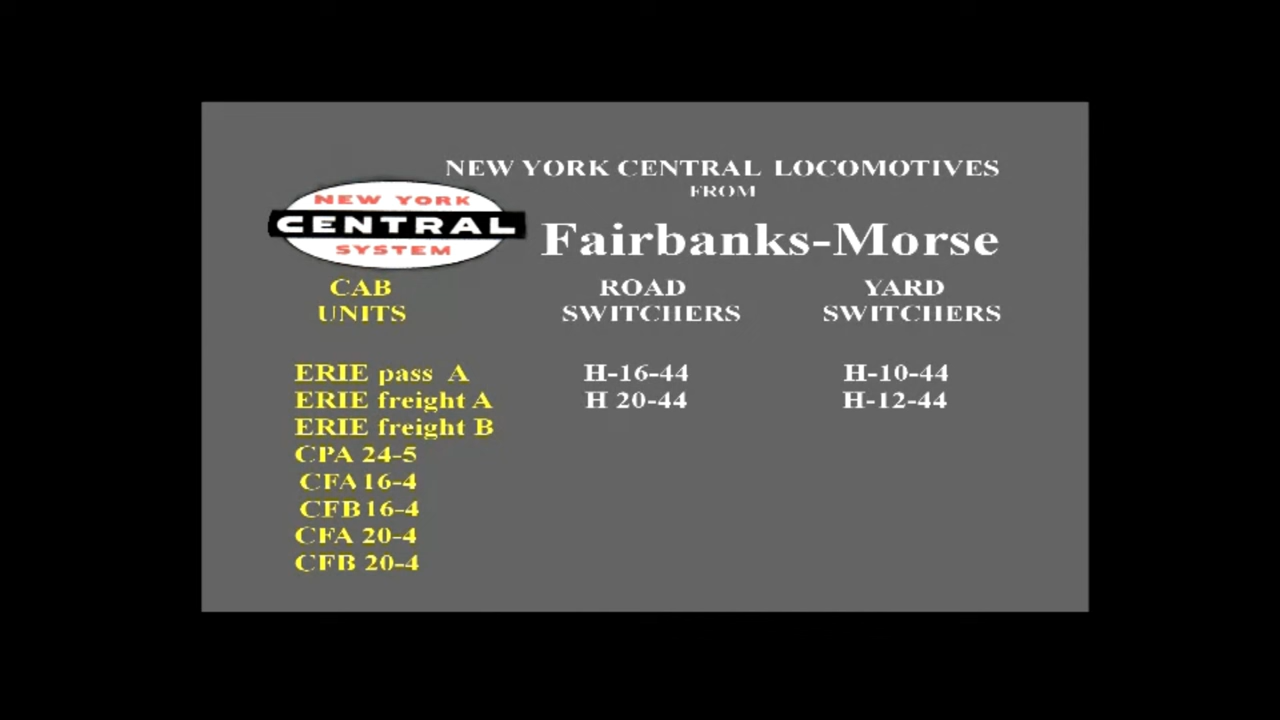 NEW YORK CENTRAL LOCOMOTIVES
FROM
NEW YORK
CENTRAL
SYSTEM
Fairbanks-Morse
CAB
UNITS
ERIE pass A
ERIE freight A
ERIE freight B
CPA 24-5
CFA 16-4
CFB 16-4
CFA 20-4
CFB 20-4
ROAD
SWITCHERS
H-16-44
H 20-44
YARD
SWITCHERS
H-10-44
H-12-44